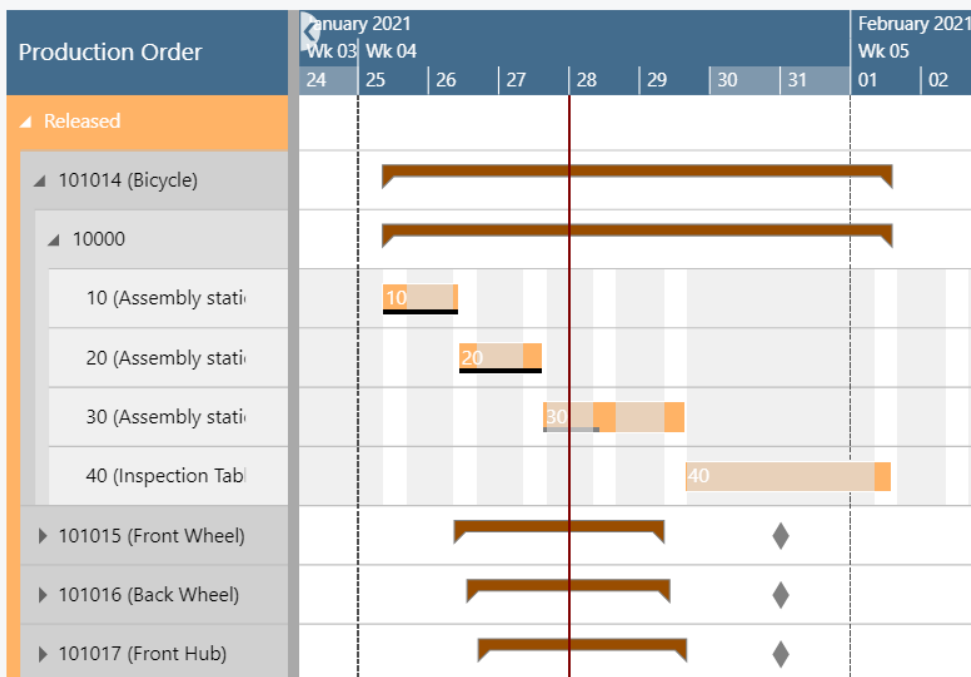 Production Order
anuary 2021
February 2021
Wk 03
Wk 04
Wk 05
24
25
26
27
28
29
30
31
01
02
Released
101014 (Bicycle)
10000
10 (Assembly stati
10
20 (Assembly stati
20
30 (Assembly stati
30
40 (Inspection Tab
40
101015 (Front Wheel)
101016 (Back Wheel)
101017 (Front Hub)